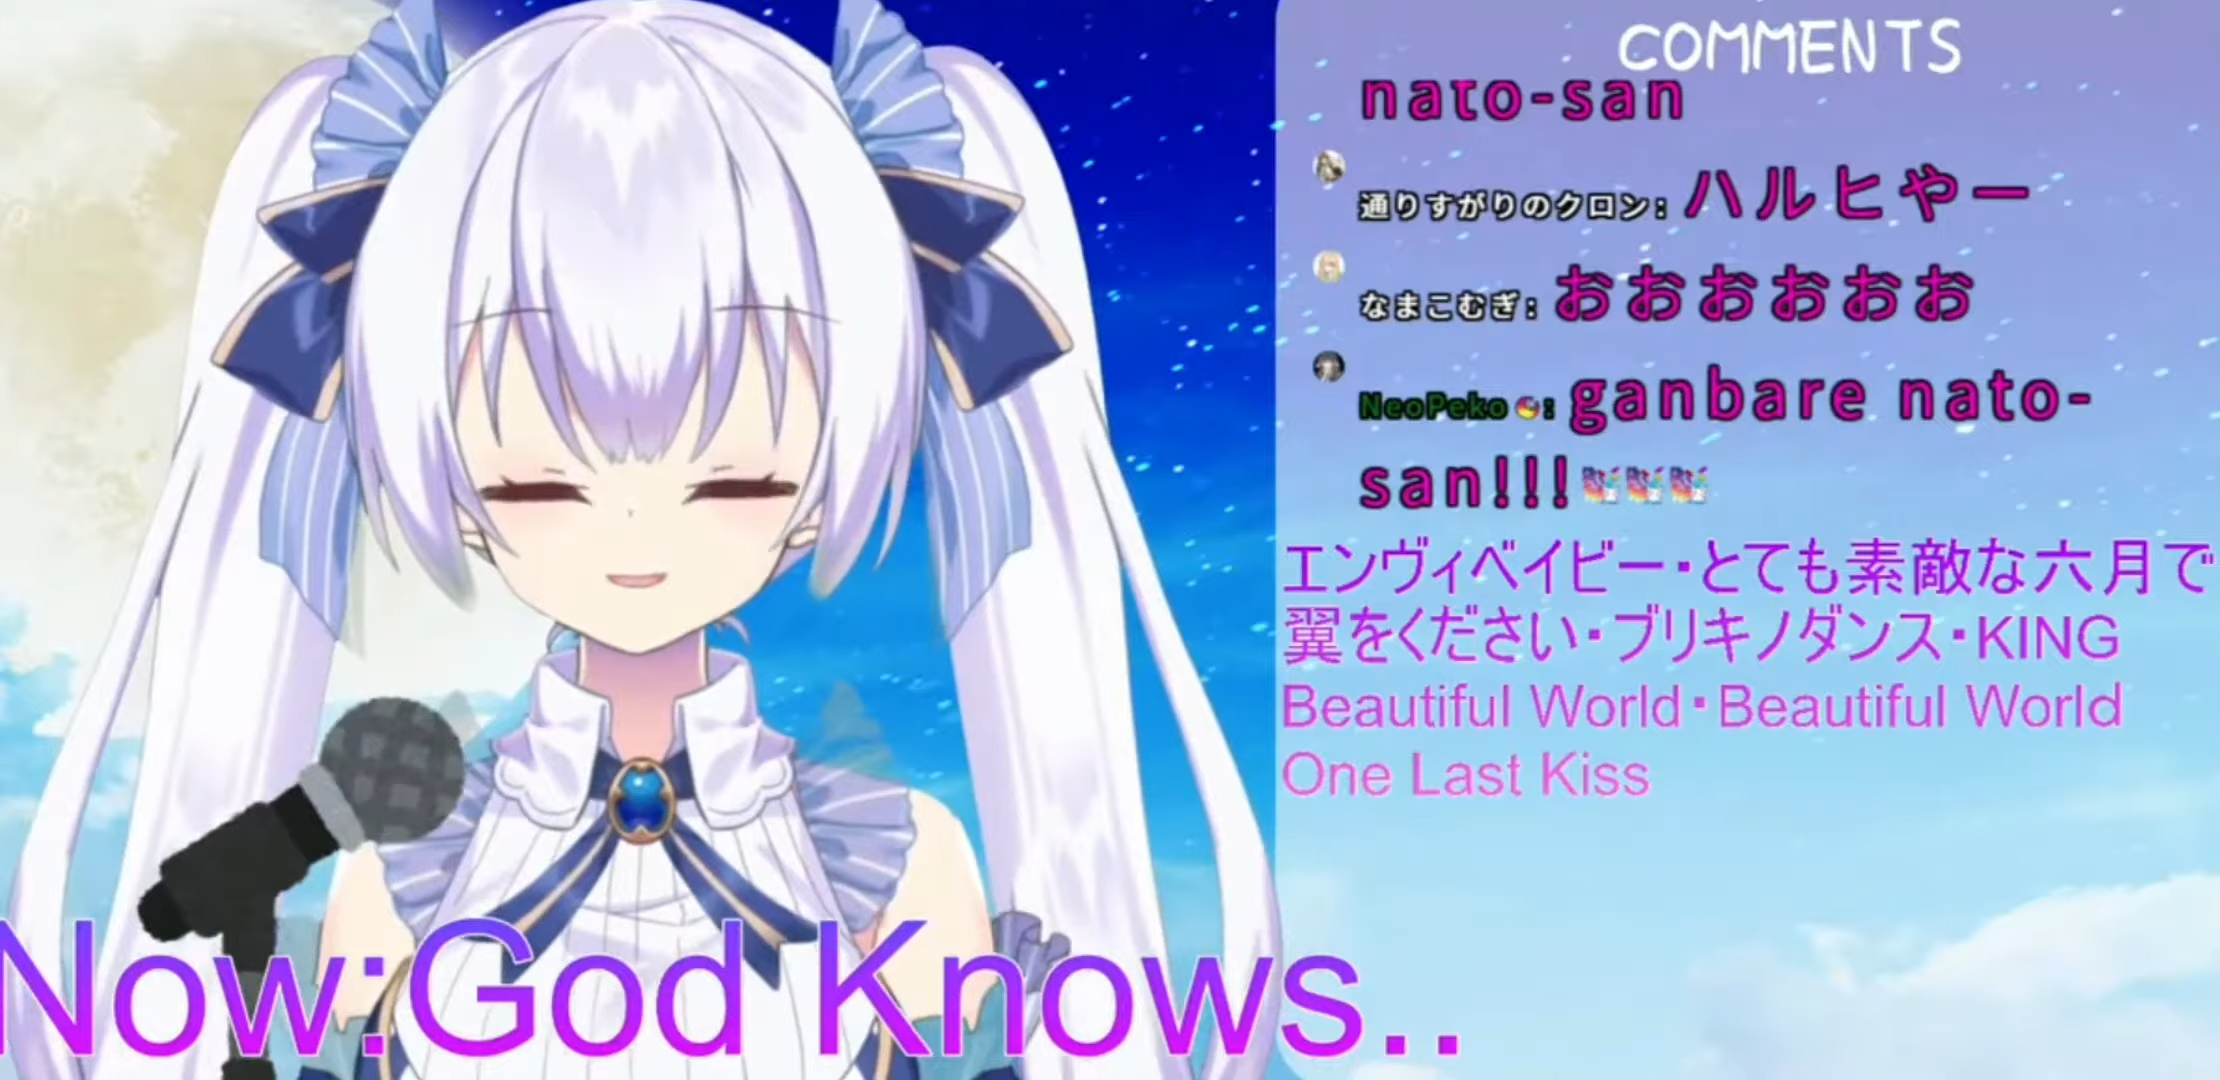 COMMENTS
nato-san
通りすがりのクロン: ハルヒやー
なまこむぎ: おおおおおお
NeoPeko: ganbare nato-
san!!!
エンヴィベイビー・とても素敵な六月で
翼をください・ブリキノダンス・KING
Beautiful World・Beautiful World
One Last Kiss
Now:God Knows..